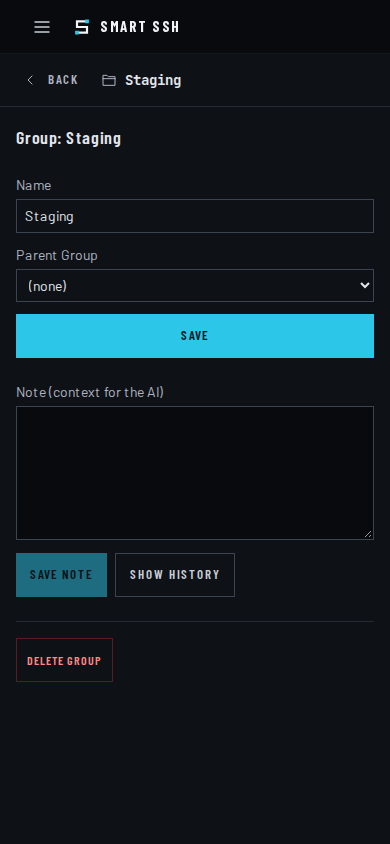 SMART SSH
BACK
Staging
Group: Staging
Name
Staging
Parent Group
(none)
SAVE
Note (context for the AI)
SAVE NOTE
SHOW HISTORY
DELETE GROUP